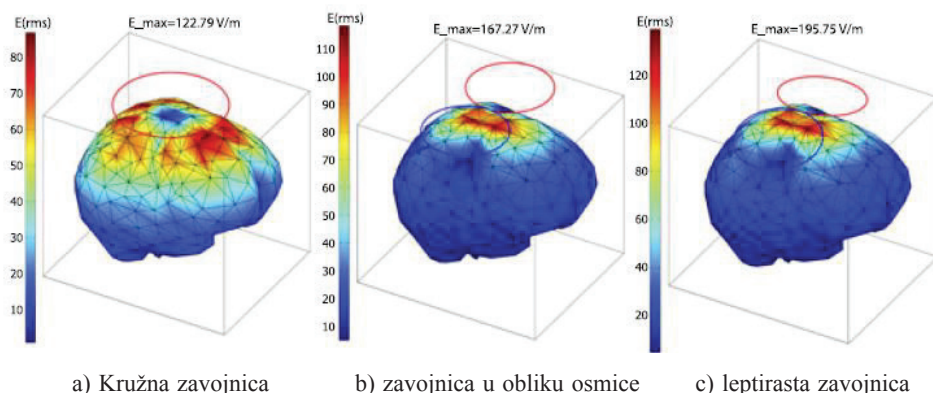 E(rms)
E_max=122.79 V/m
80
70
60
50
40
30
20
10
E(rms)
E_max=167.27 V/m
110
100
90
80
70
60
50
40
30
20
10
E(rms)
E_max=195.75 V/m
120
100
80
60
40
20
a) Kružna zavojnica
b) zavojnica u obliku osmice
c) leptirasta zavojnica